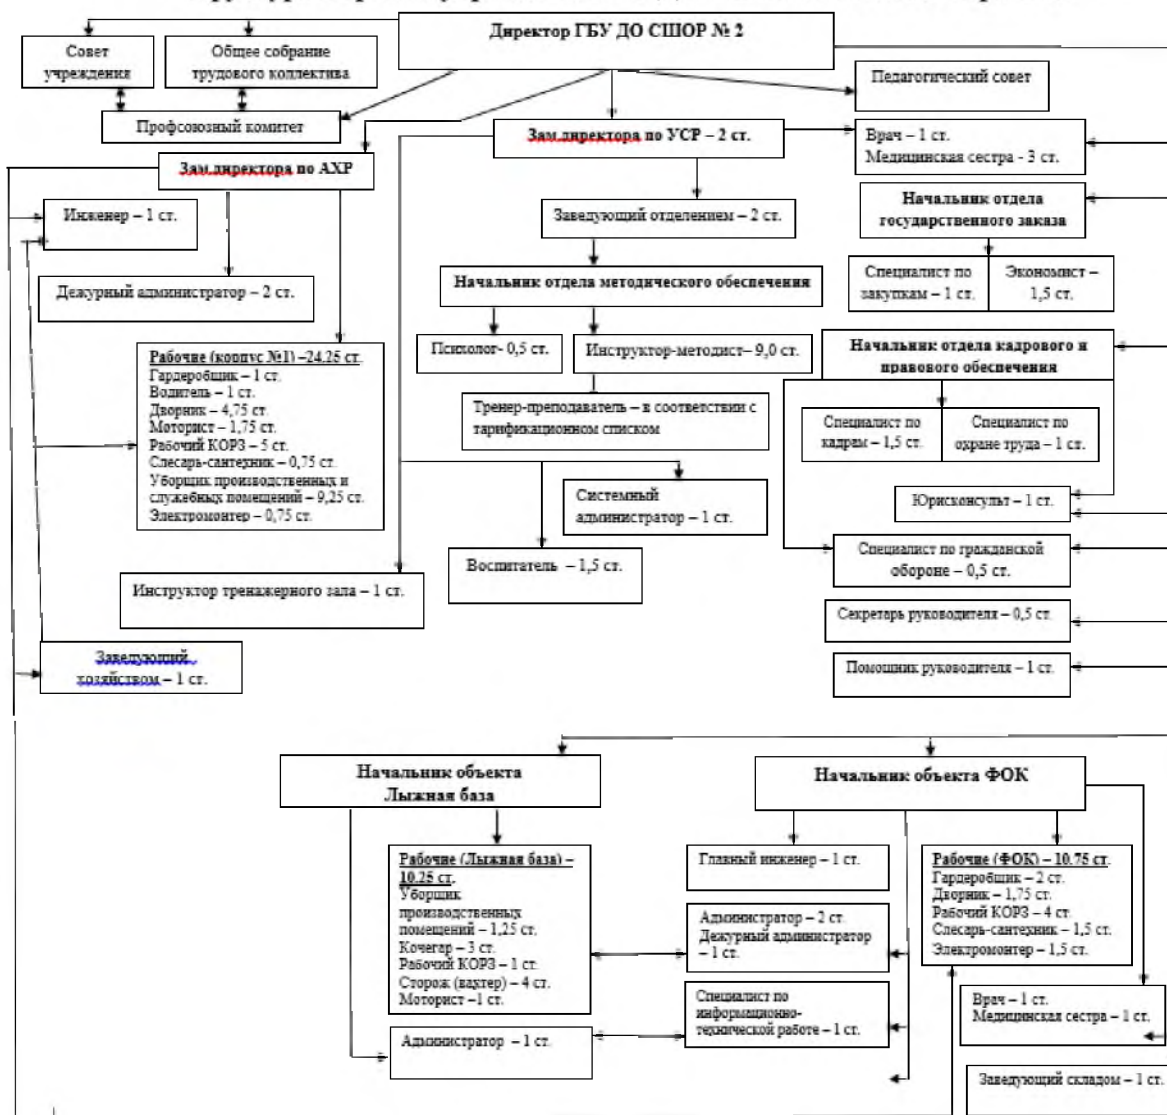 Директор ГБУ ДО СШОР № 2
Совет
учреждения
Общее собрание
трудового коллектива
Профсоюзный комитет
Педагогический совет
Зам.директора по АХР
Зам.директора по УСР – 2 ст.
Врач – 1 ст.
Медицинская сестра - 3 ст.
Инженер – 1 ст.
Заведующий отделением – 2 ст.
Начальник отдела
государственного заказа
Дежурный администратор – 2 ст.
Начальник отдела методического обеспечения
Специалист по
закупкам – 1 ст.
Экономист –
1,5 ст.
Рабочие (корпус №1) –24,25 ст.
Гардеробщик – 1 ст.
Водитель – 1 ст.
Дворник – 4,75 ст.
Моторист – 1,75 ст.
Рабочий КОРЗ – 5 ст.
Слесарь-сантехник – 0,75 ст.
Уборщик производственных и
служебных помещений – 9,25 ст.
Электромонтер – 0,75 ст.
Психолог- 0,5 ст.
Инструктор-методист– 9,0 ст.
Начальник отдела кадрового и
правового обеспечения
Тренер-преподаватель – в соответствии с
тарификационном списком
Специалист по
кадрам – 1,5 ст.
Специалист по
охране труда – 1 ст.
Системный
администратор – 1 ст.
Юрисконсульт – 1 ст.
Воспитатель – 1,5 ст.
Специалист по гражданской
обороне – 0,5 ст.
Инструктор тренажерного зала – 1 ст.
Секретарь руководителя – 0,5 ст.
Заведующий
хозяйством – 1 ст.
Помощник руководителя – 1 ст.
Начальник объекта
Лыжная база
Начальник объекта ФОК
Рабочие (Лыжная база) –
10.25 ст.
Уборщик
производственных
помещений – 1,25 ст.
Кочегар – 3 ст.
Рабочий КОРЗ – 1 ст.
Сторож (вахтер) – 4 ст.
Моторист –1 ст.
Главный инженер – 1 ст.
Рабочие (ФОК) – 10.75 ст.
Гардеробщик – 2 ст.
Дворник – 1,75 ст.
Рабочий КОРЗ – 4 ст.
Слесарь-сантехник – 1,5 ст.
Электромонтер – 1,5 ст.
Администратор – 2 ст.
Дежурный администратор
– 1 ст.
Специалист по
информационно-
технической работе – 1 ст.
Врач – 1 ст.
Медицинская сестра – 1 ст.
Администратор – 1 ст.
Заведующий складом – 1 ст.